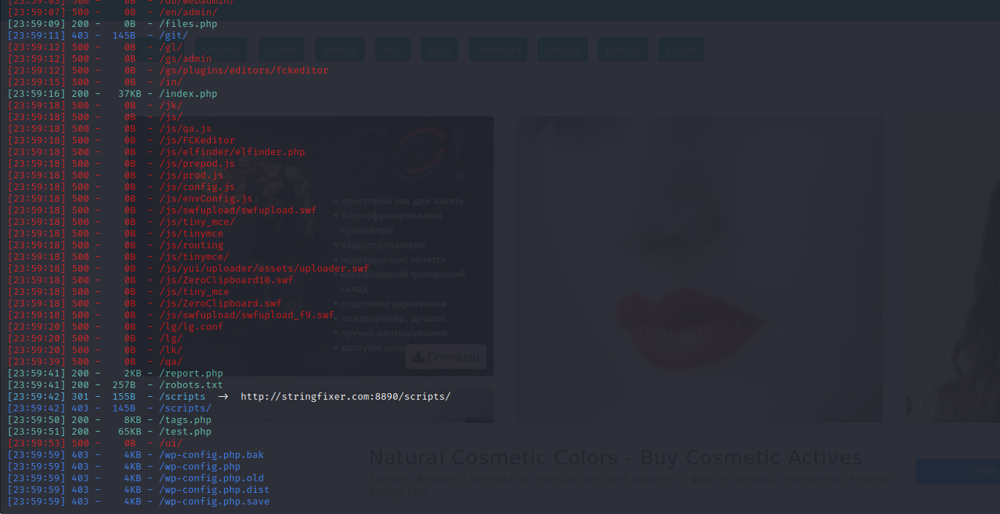 [23:59:03] 500 -    0B  - /db/webadmin/
[23:59:07] 500 -    0B  - /en/admin/
[23:59:09] 200 -    0B  - /files.php
[23:59:11] 403 -  145B  - /git/
[23:59:12] 500 -    0B  - /gl/
secress model beauty skin care maintain beauty studio
[23:59:12] 500 -    0B  - /gs/admin
[23:59:12] 500 -    0B  - /gs/plugins/editors/fckeditor
[23:59:15] 500 -    0B  - /in/
[23:59:16] 200 -   37KB - /index.php
[23:59:18] 500 -    0B  - /jk/
[23:59:18] 500 -    0B  - /js/
[23:59:18] 500 -    0B  - /js/qa.js
[23:59:18] 500 -    0B  - /js/FCKeditor
[23:59:18] 500 -    0B  - /js/elfinder/elfinder.php
[23:59:18] 500 -    0B  - /js/prepod.js
[23:59:18] 500 -    0B  - /js/prod.js
[23:59:18] 500 -    0B  - /js/config.js
[23:59:18] 500 -    0B  - /js/envConfig.js
[23:59:18] 500 -    0B  - /js/swfupload/swfupload.swf
[23:59:18] 500 -    0B  - /js/tiny_mce/
[23:59:18] 500 -    0B  - /js/tinymce
[23:59:18] 500 -    0B  - /js/routing
[23:59:18] 500 -    0B  - /js/tinymce/
[23:59:18] 500 -    0B  - /js/yui/uploader/assets/uploader.swf
[23:59:18] 500 -    0B  - /js/ZeroClipboard10.swf
[23:59:18] 500 -    0B  - /js/tiny_mce
[23:59:18] 500 -    0B  - /js/ZeroClipboard.swf
[23:59:18] 500 -    0B  - /js/swfupload/swfupload_f9.swf
[23:59:20] 500 -    0B  - /lg/lg.conf
[23:59:20] 500 -    0B  - /lg/
[23:59:20] 500 -    0B  - /lk/
[23:59:39] 500 -    0B  - /qa/
[23:59:41] 200 -    2KB - /report.php
[23:59:41] 200 -  257B  - /robots.txt
[23:59:42] 301 -  155B  - /scripts  ->  http://stringfixer.com:8890/scripts/
[23:59:42] 403 -  145B  - /scripts/
[23:59:50] 200 -    8KB - /tags.php
[23:59:51] 200 -   65KB - /test.php
[23:59:53] 500 -    0B  - /ui/
[23:59:59] 403 -    4KB - /wp-config.php.bak
[23:59:59] 403 -    4KB - /wp-config.php
[23:59:59] 403 -    4KB - /wp-config.php.old
[23:59:59] 403 -    4KB - /wp-config.php.dist
[23:59:59] 403 -    4KB - /wp-config.php.save
• просторий зал для занять
• багатофункціональні
тренажери
• кардіотренажери
• індивідуальні заняття
• кваліфікований тренерський
склад
• спортивне харчування
• кондиціонер, душові
• зручне розташування
• доступні ціни
Download
Natural Cosmetic Colors - Buy Cosmetic Actives
Sensient Beauty is the leading manufacturer and supplier of quality cosmetic ingredients sensient-
beauty.com
OPEN